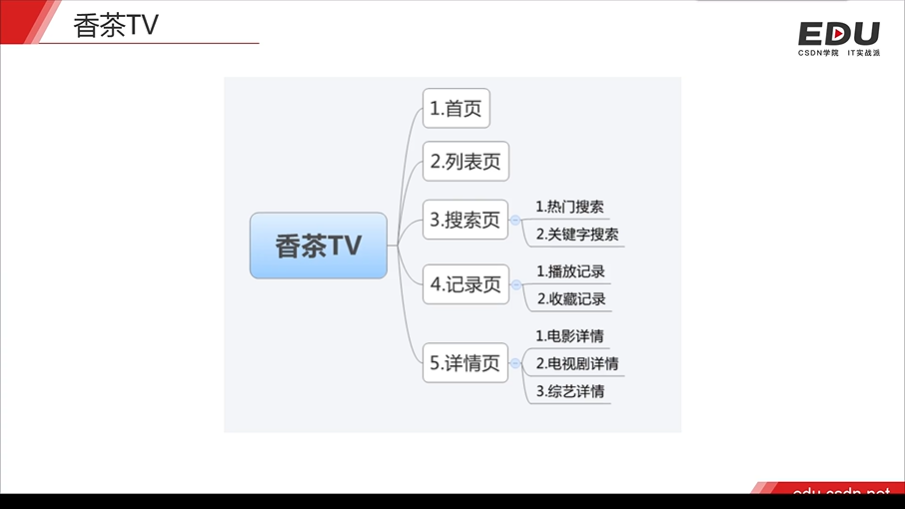 香茶TV
EDU
CSDN学院 IT实战派
1.首页
2.列表页
3.搜索页
1.热门搜索
2.关键字搜索
香茶TV
4.记录页
1.播放记录
2.收藏记录
5.详情页
1.电影详情
2.电视剧详情
3.综艺详情
edu.csdn.net